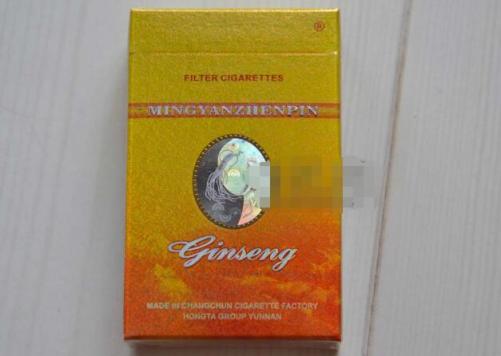 ®
FILTER CIGARETTES
MINGYANZHENPIN
Ginseng
MADE IN CHANGCHUN CIGARETTE FACTORY
HONGTA GROUP YUNNAN